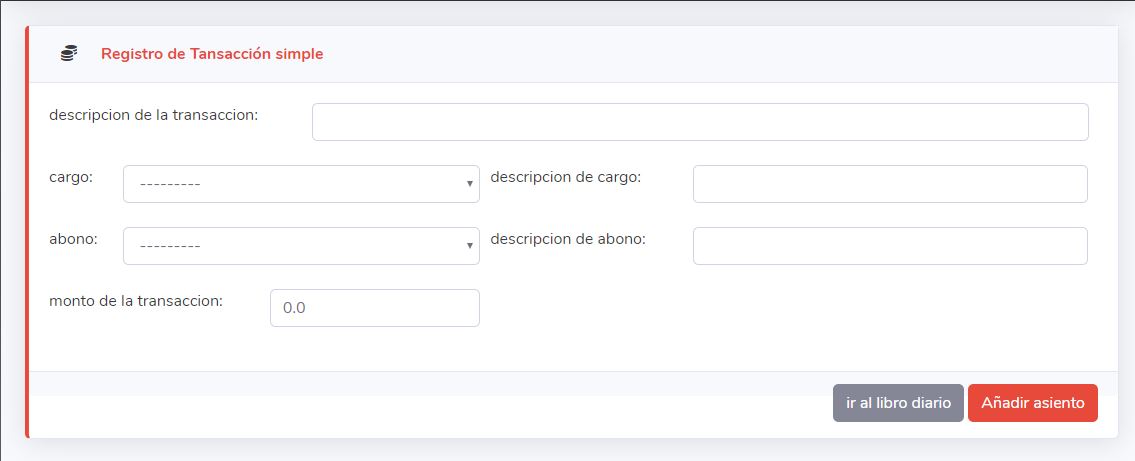 Registro de Tansacción simple
descripcion de la transaccion:
cargo: --------- descripcion de cargo:
abono: --------- descripcion de abono:
monto de la transaccion: 0.0
ir al libro diario Añadir asiento